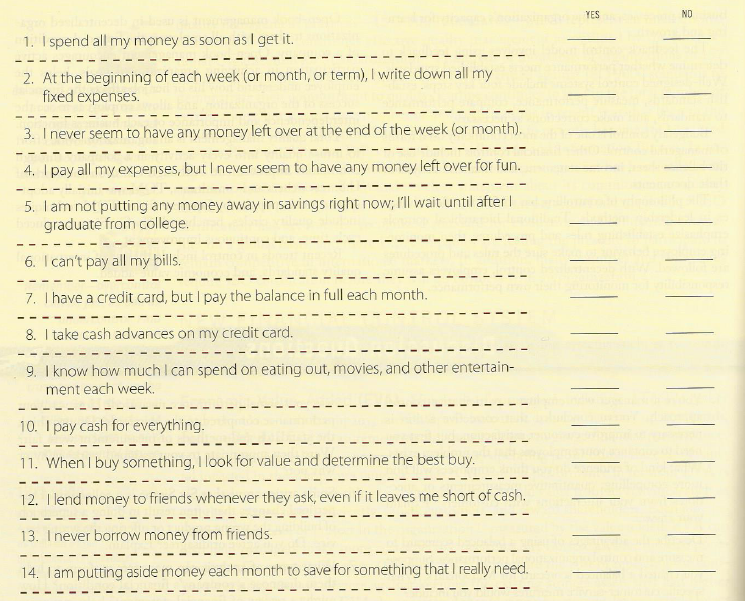 YES NO
1. I spend all my money as soon as I get it.
2. At the beginning of each week (or month, or term), I write down all my
fixed expenses.
3. I never seem to have any money left over at the end of the week (or month).
4. I pay all my expenses, but I never seem to have any money left over for fun.
5. I am not putting any money away in savings right now; I'll wait until after I
graduate from college.
6. I can't pay all my bills.
7. I have a credit card, but I pay the balance in full each month.
8. I take cash advances on my credit card.
9. I know how much I can spend on eating out, movies, and other entertain-
ment each week.
10. I pay cash for everything.
11. When I buy something, I look for value and determine the best buy.
12. I lend money to friends whenever they ask, even if it leaves me short of cash.
13. I never borrow money from friends.
14. I am putting aside money each month to save for something that I really need.